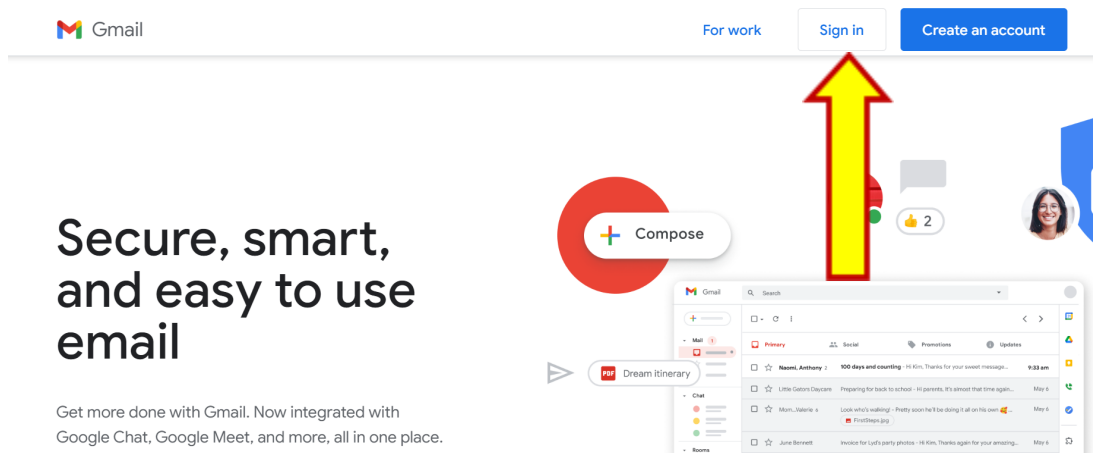 Gmail
For work
Sign in
Create an account
Secure, smart,
and easy to use
email
Get more done with Gmail. Now integrated with
Google Chat, Google Meet, and more, all in one place.
Compose
2
PDF Dream itinerary
Gmail
Search
Mail 1
Chat
Rooms
Primary
Social
Promotions
Updates
Naomi, Anthony 2 100 days and counting - Hi Kim, Thanks for your sweet message... 9:33 am
Little Gators Daycare Preparing for back to school - Hi parents, It's almost that time again... May 6
Mom...Valerie 6 Look who's walking! - Pretty soon he'll be doing it all on his own 🥰... May 6
FirstSteps.jpg
June Bennett Invoice for Lyd's party photos - Hi Kim, Thanks again for your amazing... May 6